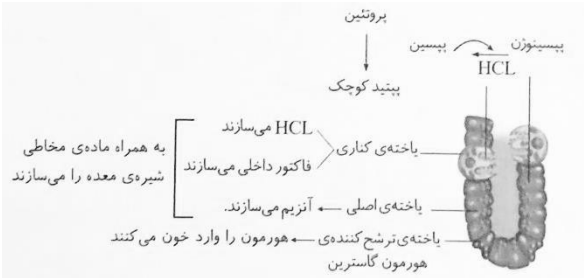 پروتئین
پپسین
پپسینوژن
HCL
پپتید کوچک
HCL می‌سازند
یاخته‌ی کناری
فاکتور داخلی می‌سازند
به همراه ماده‌ی مخاطی
شیره‌ی معده را می‌سازند
یاخته‌ی اصلی
آنزیم می‌سازند.
یاخته‌ی ترشح کننده‌ی
هورمون گاسترین
هورمون را وارد خون می‌کنند